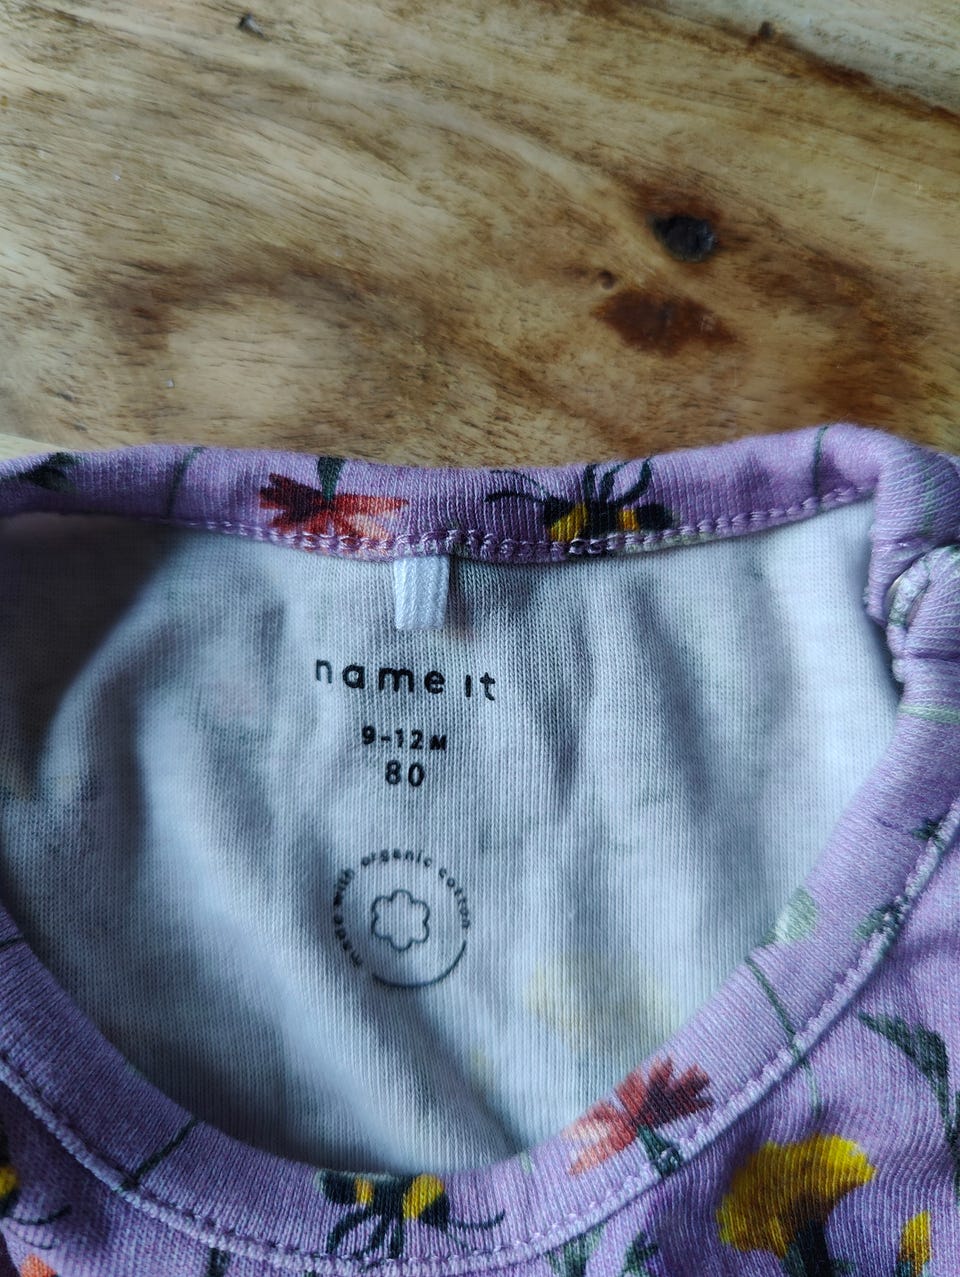 name it
9-12M
80
made with organic cotton